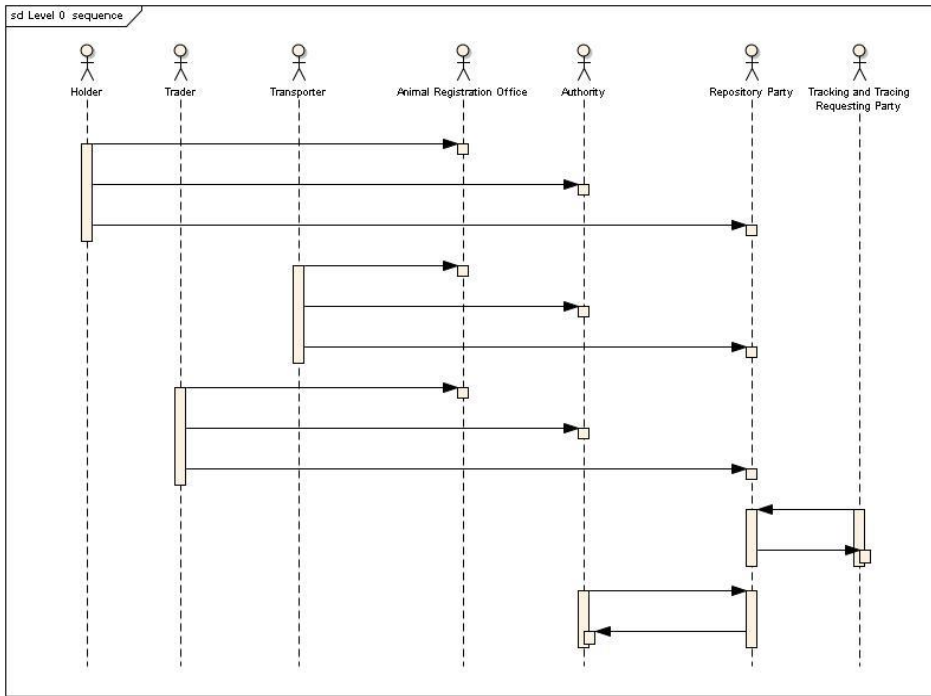 sd Level 0 sequence
Holder
Trader
Transporter
Animal Registration Office
Authority
Repository Party
Tracking and Tracing
Requesting Party